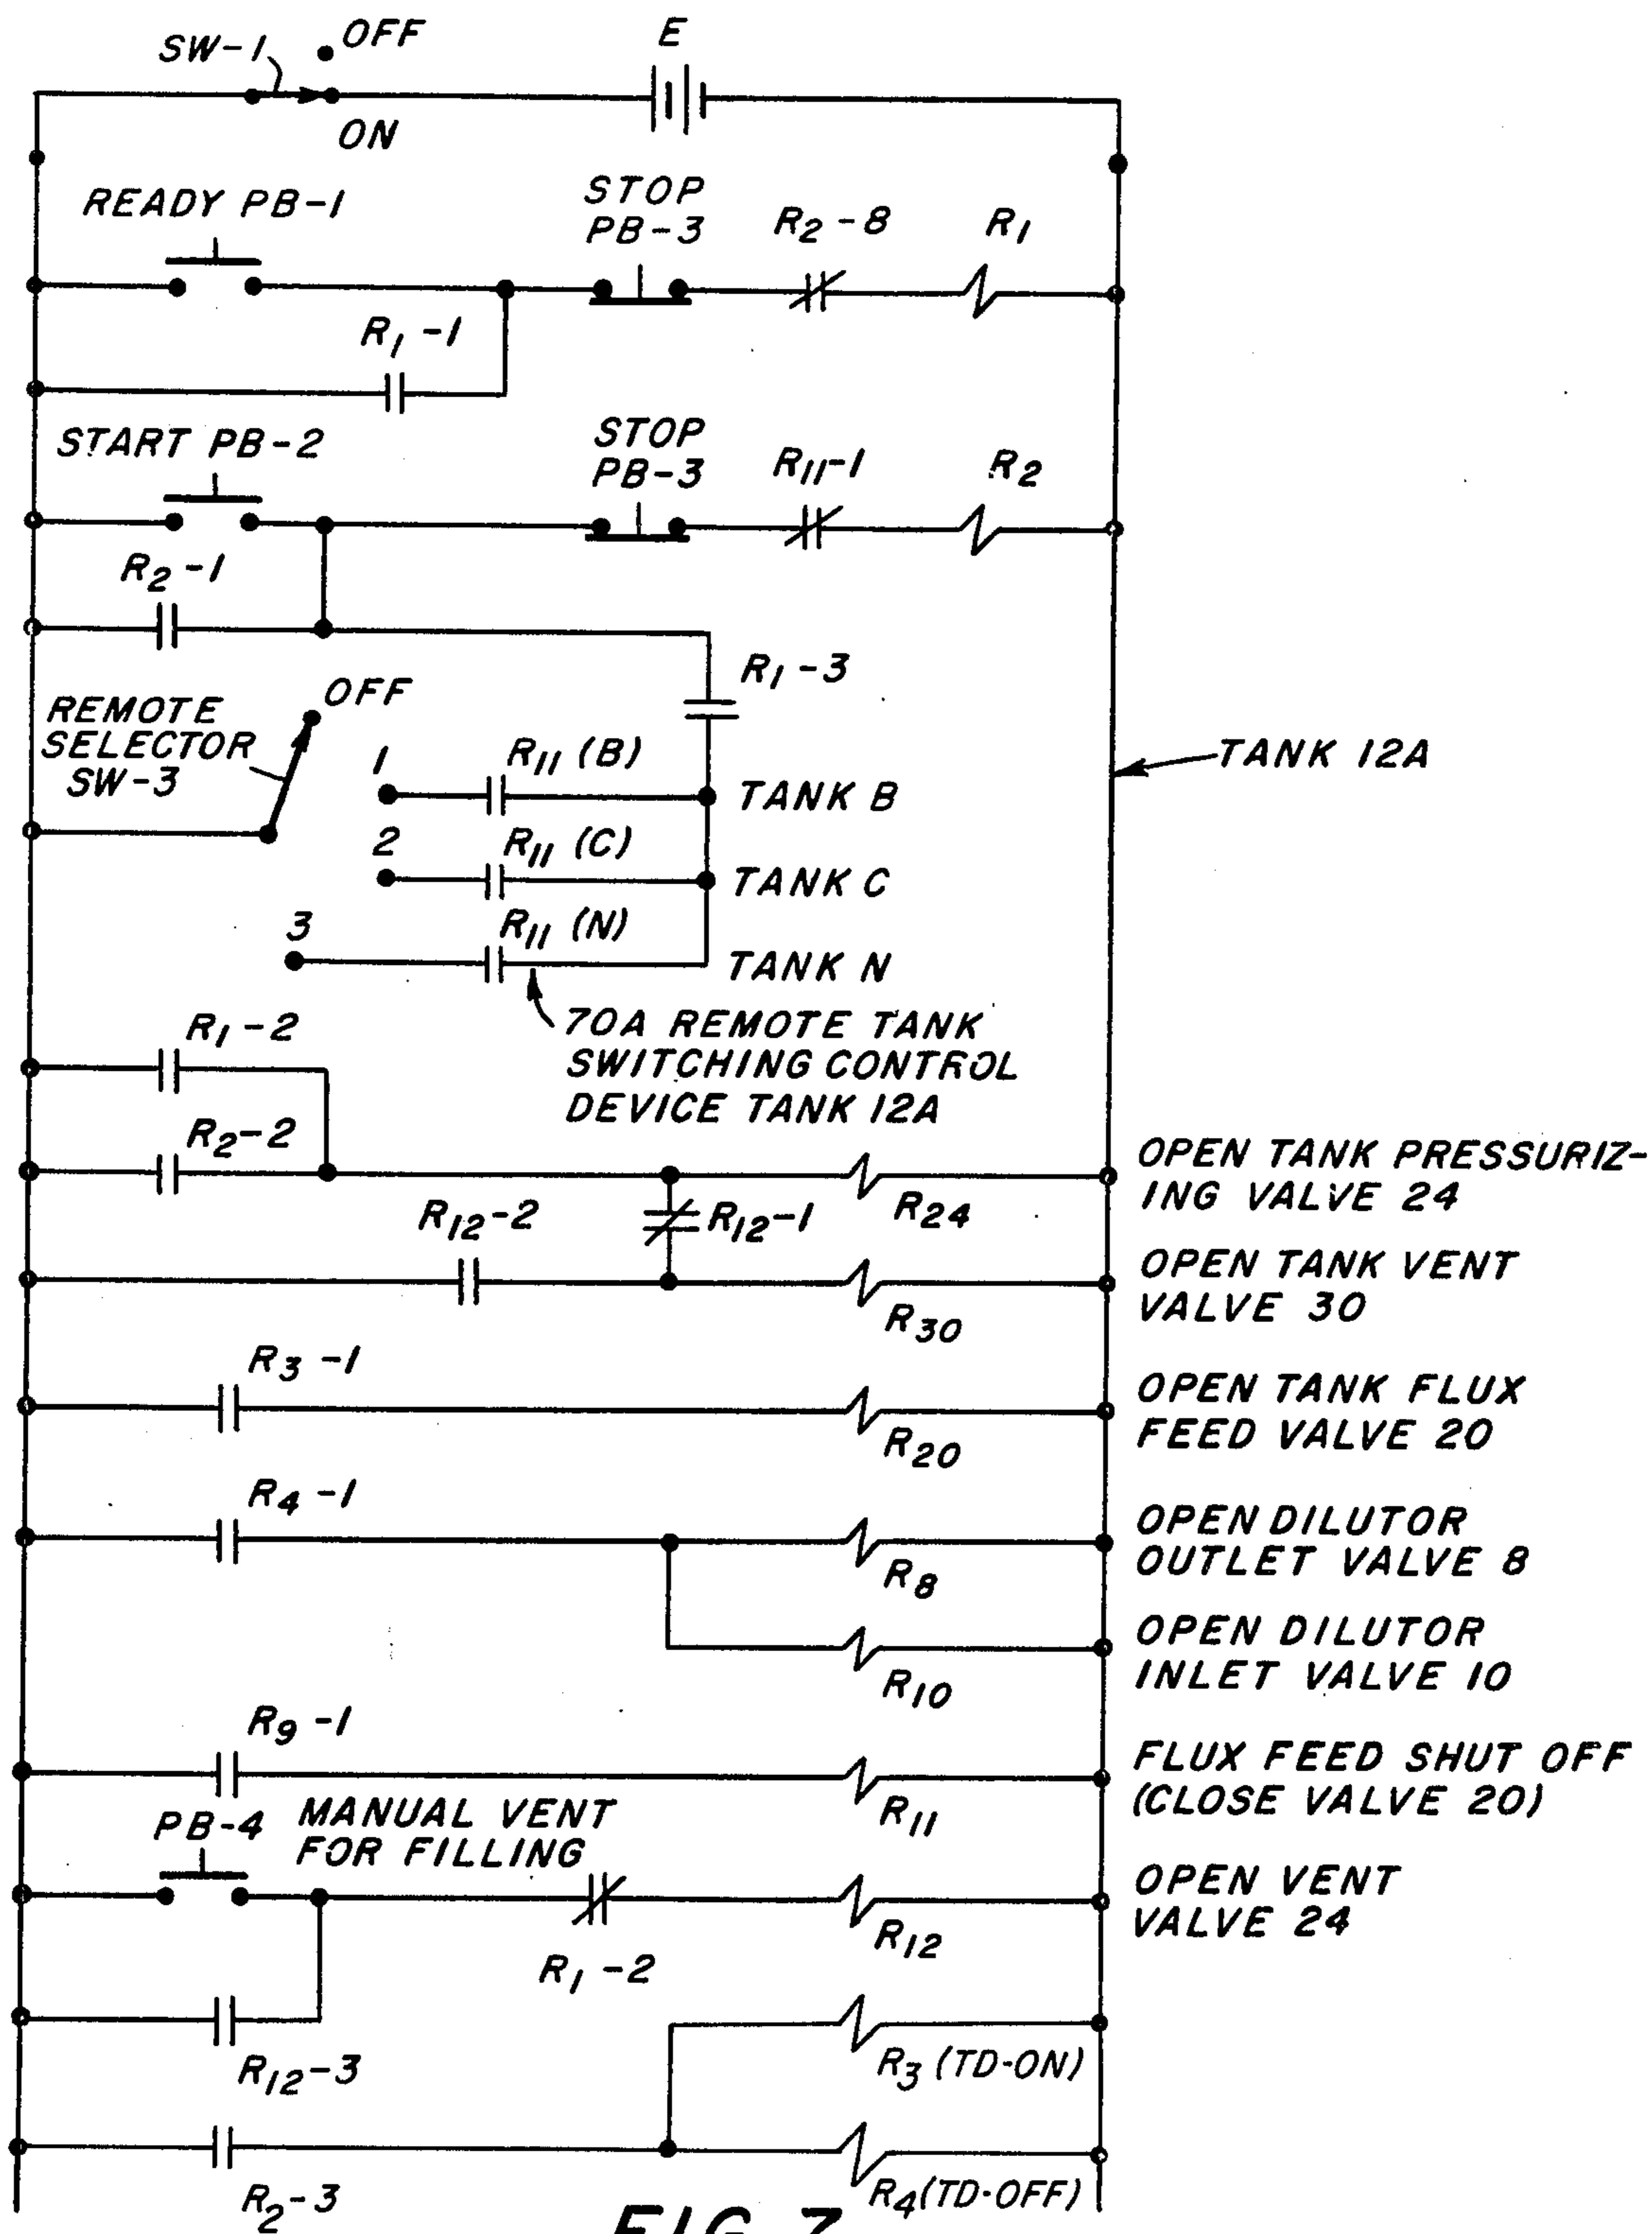 SW-1
OFF
E
ON
READY PB-1
STOP
PB-3
R2-8
R1
R1-1
START PB-2
STOP
PB-3
R11-1
R2
R2-1
R1-3
OFF
REMOTE
SELECTOR
SW-3
1
R11 (B)
TANK B
TANK 12A
2
R11 (C)
TANK C
3
R11 (N)
TANK N
70A REMOTE TANK
SWITCHING CONTROL
DEVICE TANK 12A
R1-2
R2-2
R24
OPEN TANK PRESSURIZ-
ING VALVE 24
R12-2
R12-1
R30
OPEN TANK VENT
VALVE 30
R3-1
R20
OPEN TANK FLUX
FEED VALVE 20
R4-1
R8
OPEN DILUTOR
OUTLET VALVE 8
R10
OPEN DILUTOR
INLET VALVE 10
R9-1
R11
FLUX FEED SHUT OFF
(CLOSE VALVE 20)
PB-4
MANUAL VENT
FOR FILLING
R1-2
R12
OPEN VENT
VALVE 24
R12-3
R3 (TD-ON)
R2-3
R4 (TD-OFF)
FIG 7